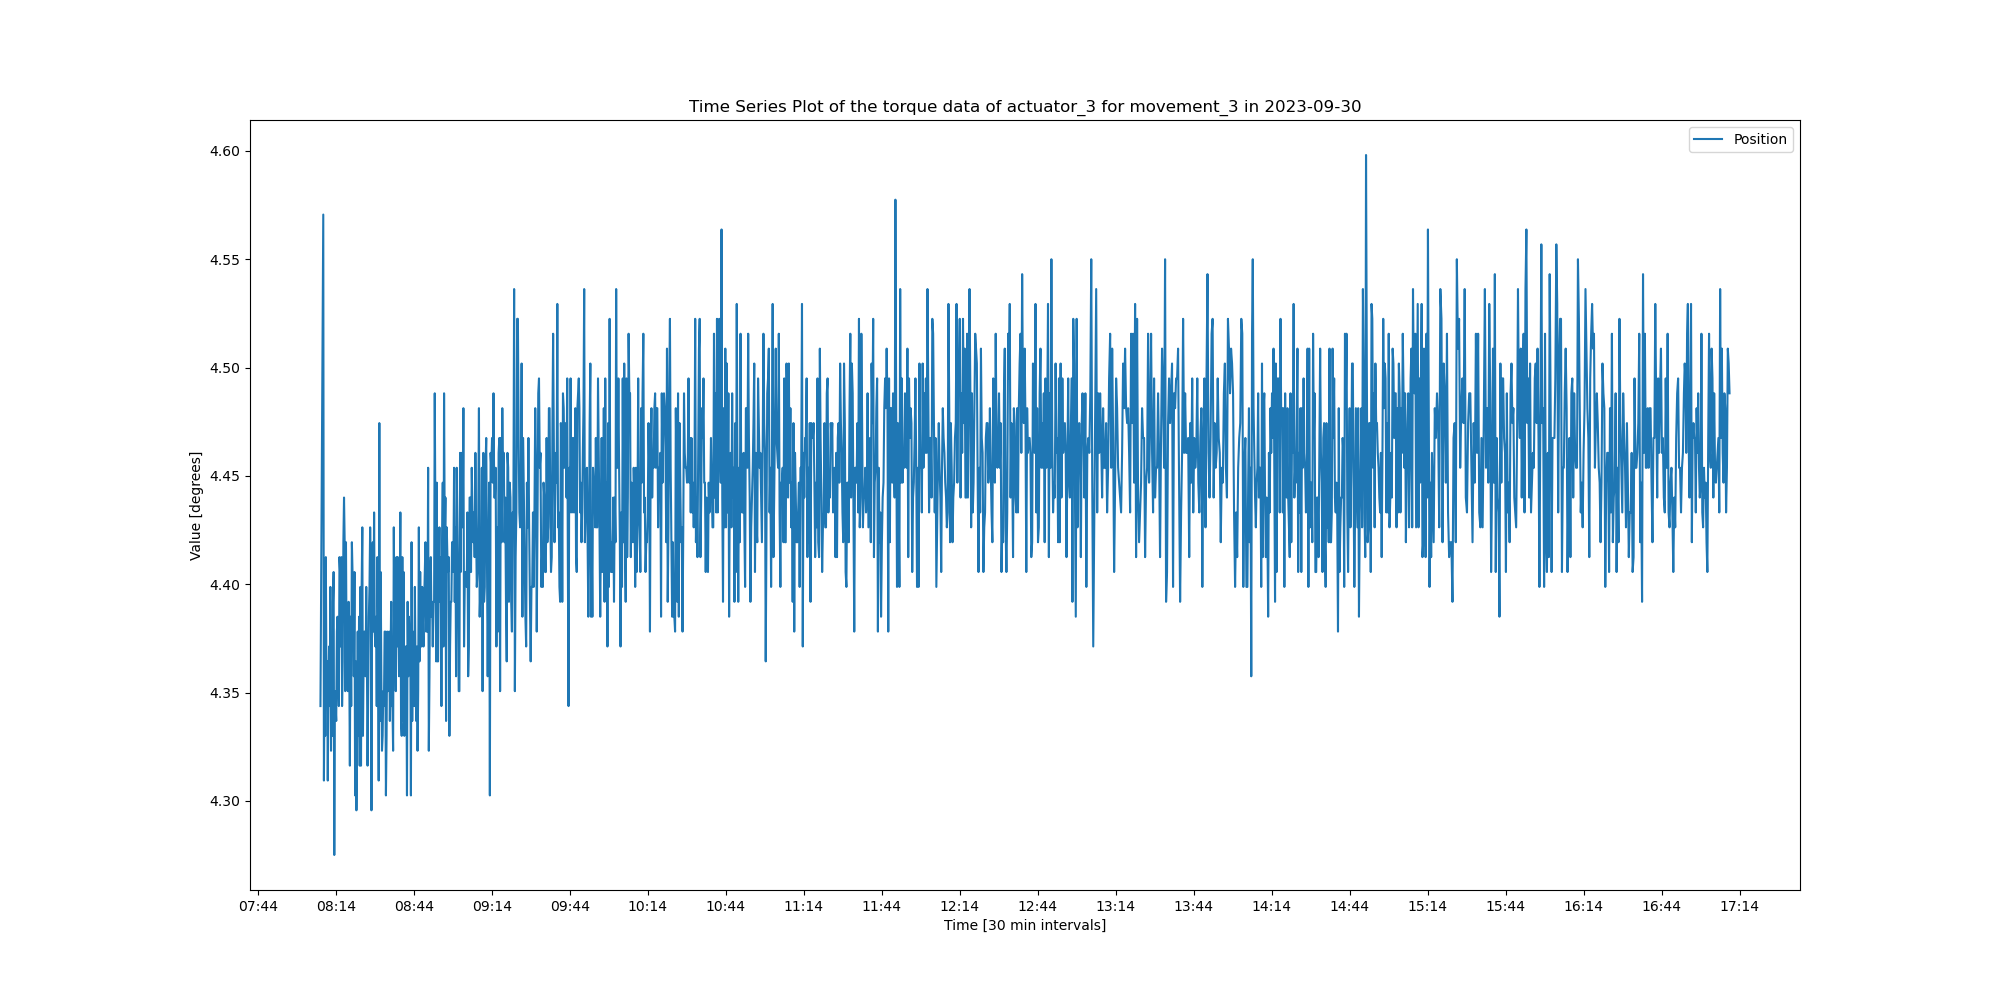 Time Series Plot of the torque data of actuator_3 for movement_3 in 2023-09-30
Position
4.60
4.55
4.50
4.45
4.40
4.35
4.30
Value [degrees]
07:44 08:14 08:44 09:14 09:44 10:14 10:44 11:14 11:44 12:14 12:44 13:14 13:44 14:14 14:44 15:14 15:44 16:14 16:44 17:14
Time [30 min intervals]